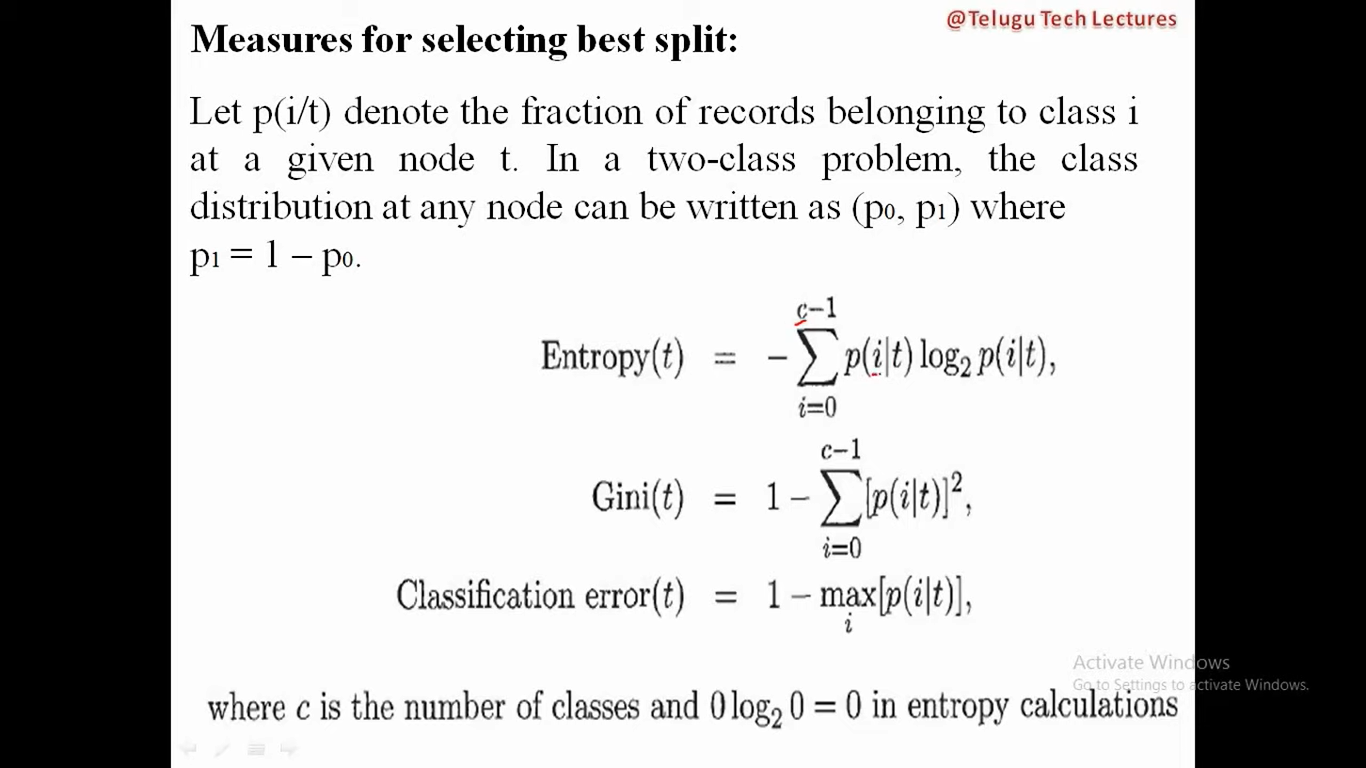 @Telugu Tech Lectures
Measures for selecting best split:
Let p(i/t) denote the fraction of records belonging to class i
at a given node t. In a two-class problem, the class
distribution at any node can be written as (p₀, p₁) where
p₁ = 1 – p₀.
Entropy(t) = −∑_{i=0}^{c−1} p(i|t) log₂ p(i|t),
Gini(t) = 1 − ∑_{i=0}^{c−1} [p(i|t)]²,
Classification error(t) = 1 − max_i [p(i|t)],
Activate Windows
Go to Settings to activate Windows.
where c is the number of classes and 0 log₂ 0 = 0 in entropy calculations